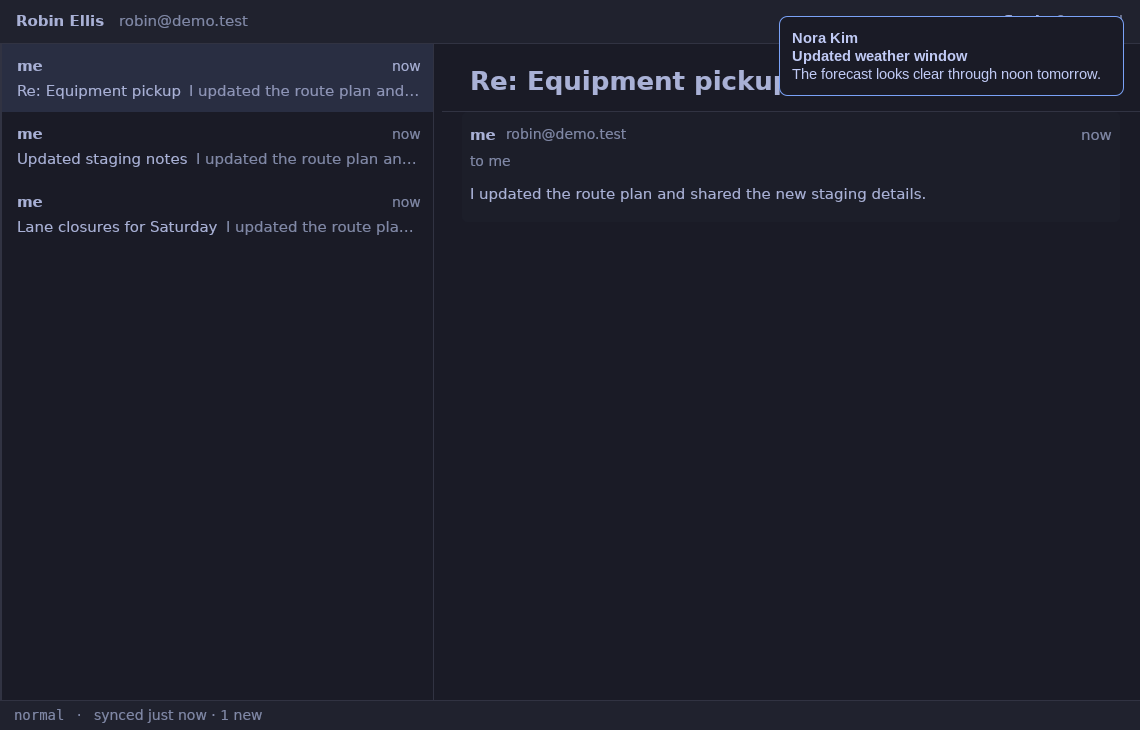 Robin Ellis robin@demo.test
Nora Kim
Updated weather window
The forecast looks clear through noon tomorrow.
me now
Re: Equipment pickup I updated the route plan and...
me now
Updated staging notes I updated the route plan an...
me now
Lane closures for Saturday I updated the route pla...
Re: Equipment pickup
me robin@demo.test now
to me
I updated the route plan and shared the new staging details.
normal · synced just now · 1 new